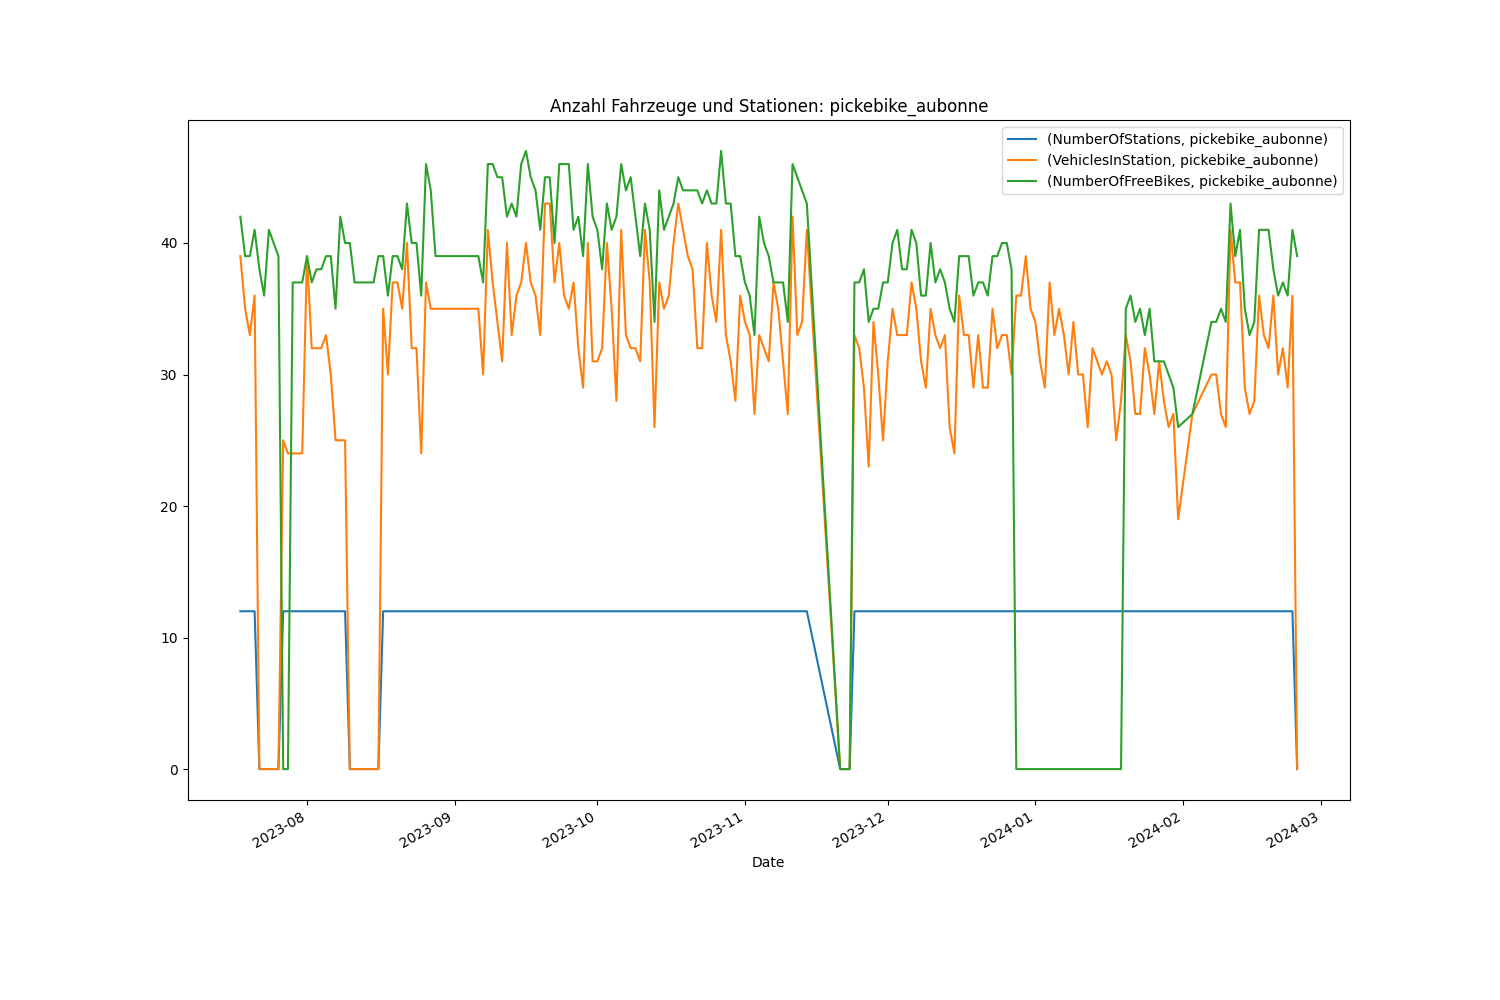 Anzahl Fahrzeuge und Stationen: pickebike_aubonne
(NumberOfStations, pickebike_aubonne)
(VehiclesInStation, pickebike_aubonne)
(NumberOfFreeBikes, pickebike_aubonne)
40
30
20
10
0
2023-08
2023-09
2023-10
2023-11
2023-12
2024-01
2024-02
2024-03
Date